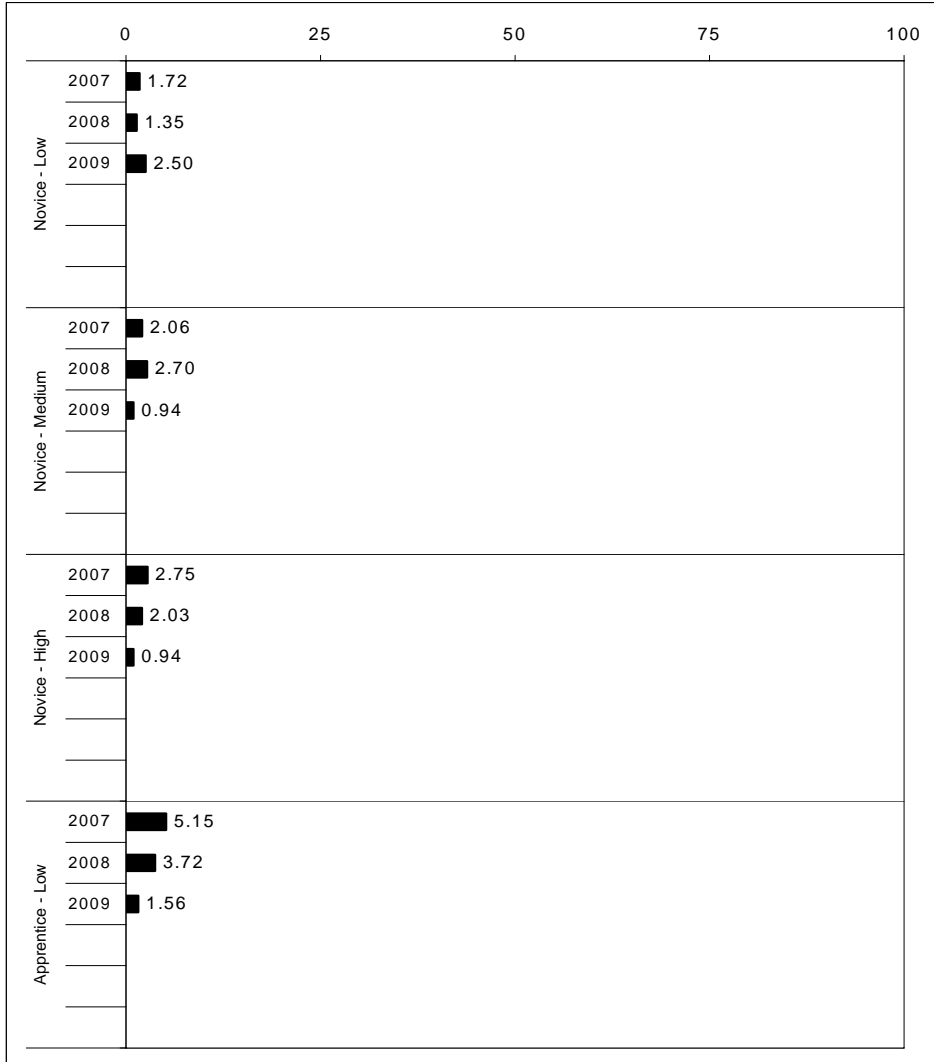 0 25 50 75 100
Novice - Low
2007 1.72
2008 1.35
2009 2.50
Novice - Medium
2007 2.06
2008 2.70
2009 0.94
Novice - High
2007 2.75
2008 2.03
2009 0.94
Apprentice - Low
2007 5.15
2008 3.72
2009 1.56